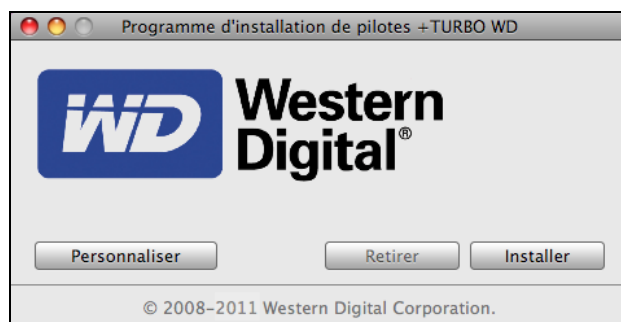 Programme d'installation de pilotes +TURBO WD
WD
Western
Digital®
Personnaliser
Retirer
Installer
© 2008–2011 Western Digital Corporation.